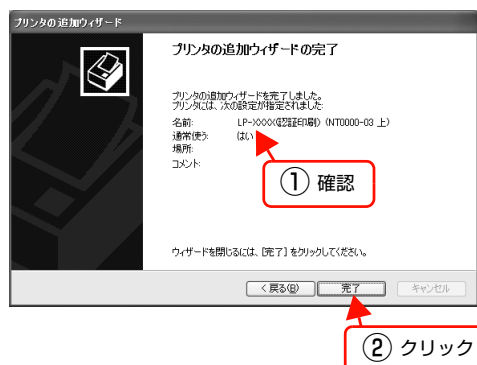 プリンタの追加ウィザード
プリンタの追加ウィザードの完了
プリンタの追加ウィザードを完了しました。
プリンタには、次の設定が指定されました:
名前: LP-XXXX(認証印刷) (NT0000-03 上)
通常使う: はい
場所:
コメント:
① 確認
ウィザードを閉じるには、[完了] をクリックしてください。
< 戻る(B) 完了 キャンセル
② クリック